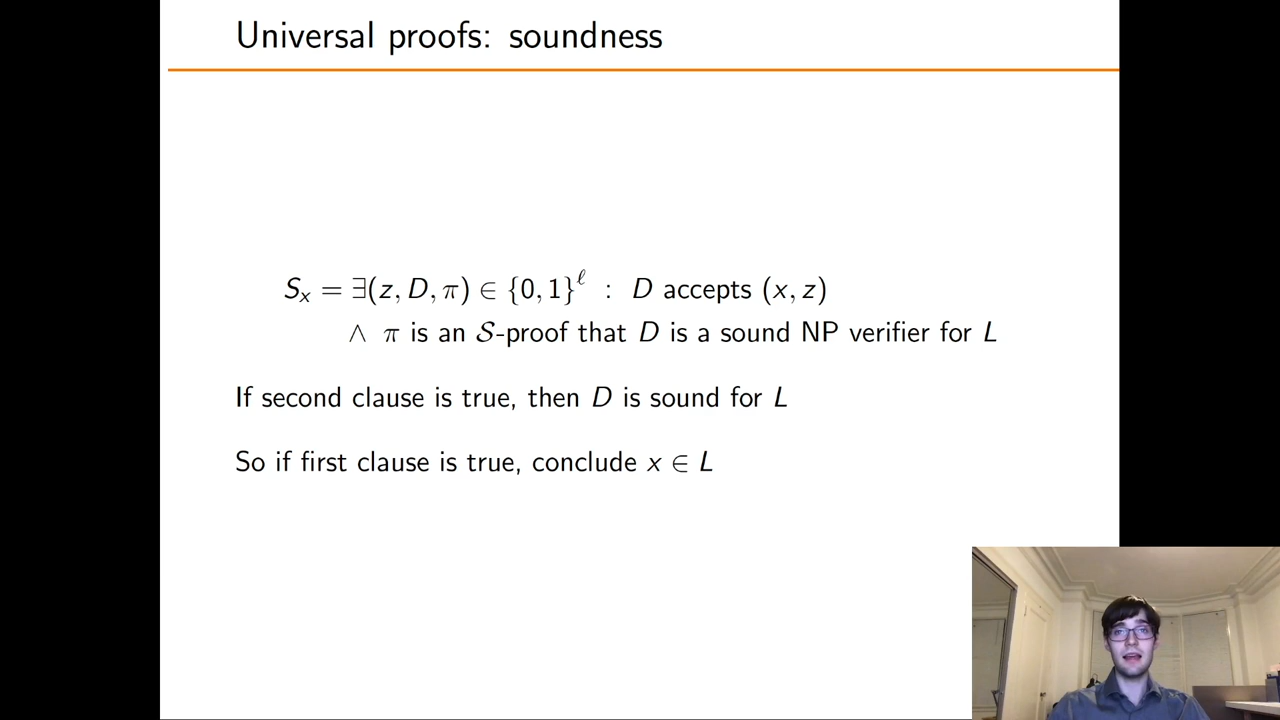 Universal proofs: soundness
Sₓ = ∃(z, D, π) ∈ {0, 1}^ℓ : D accepts (x, z)
∧ π is an 𝒮-proof that D is a sound NP verifier for L
If second clause is true, then D is sound for L
So if first clause is true, conclude x ∈ L